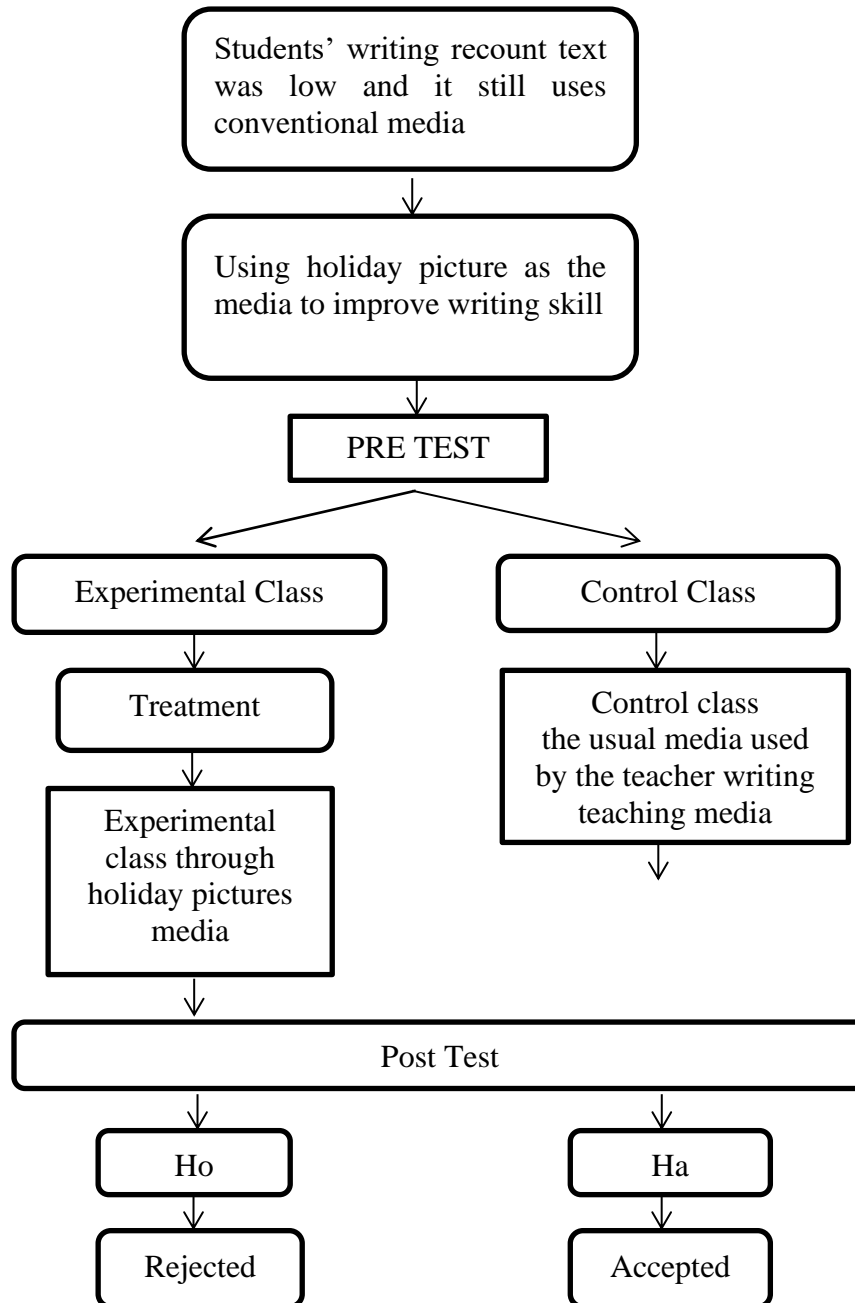 Students’ writing recount text
was low and it still uses
conventional media
Using holiday picture as the
media to improve writing skill
PRE TEST
Experimental Class
Control Class
Treatment
Control class
the usual media used
by the teacher writing
teaching media
Experimental
class through
holiday pictures
media
Post Test
Ho
Ha
Rejected
Accepted